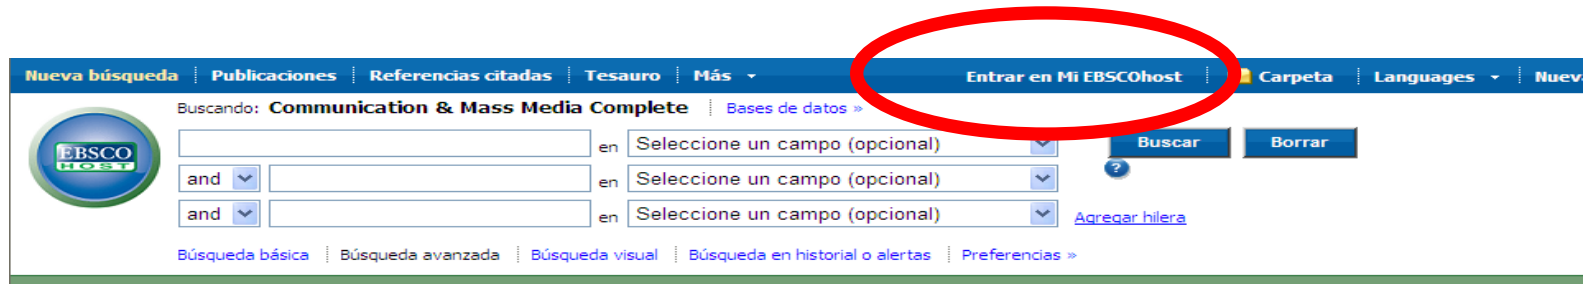 Nueva búsqueda Publicaciones Referencias citadas Tesauro Más Entrar en Mi EBSCOhost Carpeta Languages
Buscando: Communication & Mass Media Complete Bases de datos »
EBSCO
HOST
en Seleccione un campo (opcional) Buscar Borrar
?
and en Seleccione un campo (opcional)
and en Seleccione un campo (opcional) Agregar hilera
Búsqueda básica Búsqueda avanzada Búsqueda visual Búsqueda en historial o alertas Preferencias »